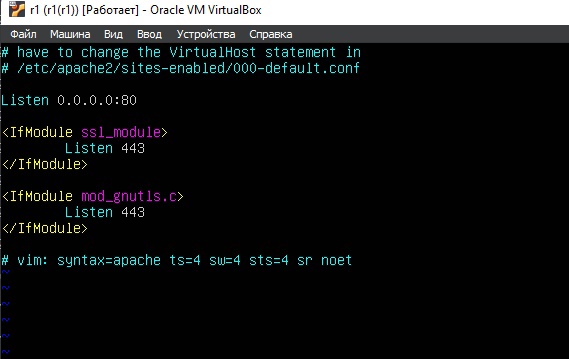 r1 (r1(r1)) [Работает] - Oracle VM VirtualBox
Файл Машина Вид Ввод Устройства Справка
# have to change the VirtualHost statement in
# /etc/apache2/sites-enabled/000-default.conf
Listen 0.0.0.0:80
<IfModule ssl_module>
Listen 443
</IfModule>
<IfModule mod_gnutls.c>
Listen 443
</IfModule>
# vim: syntax=apache ts=4 sw=4 sts=4 sr noet
~
~
~
~
~
~